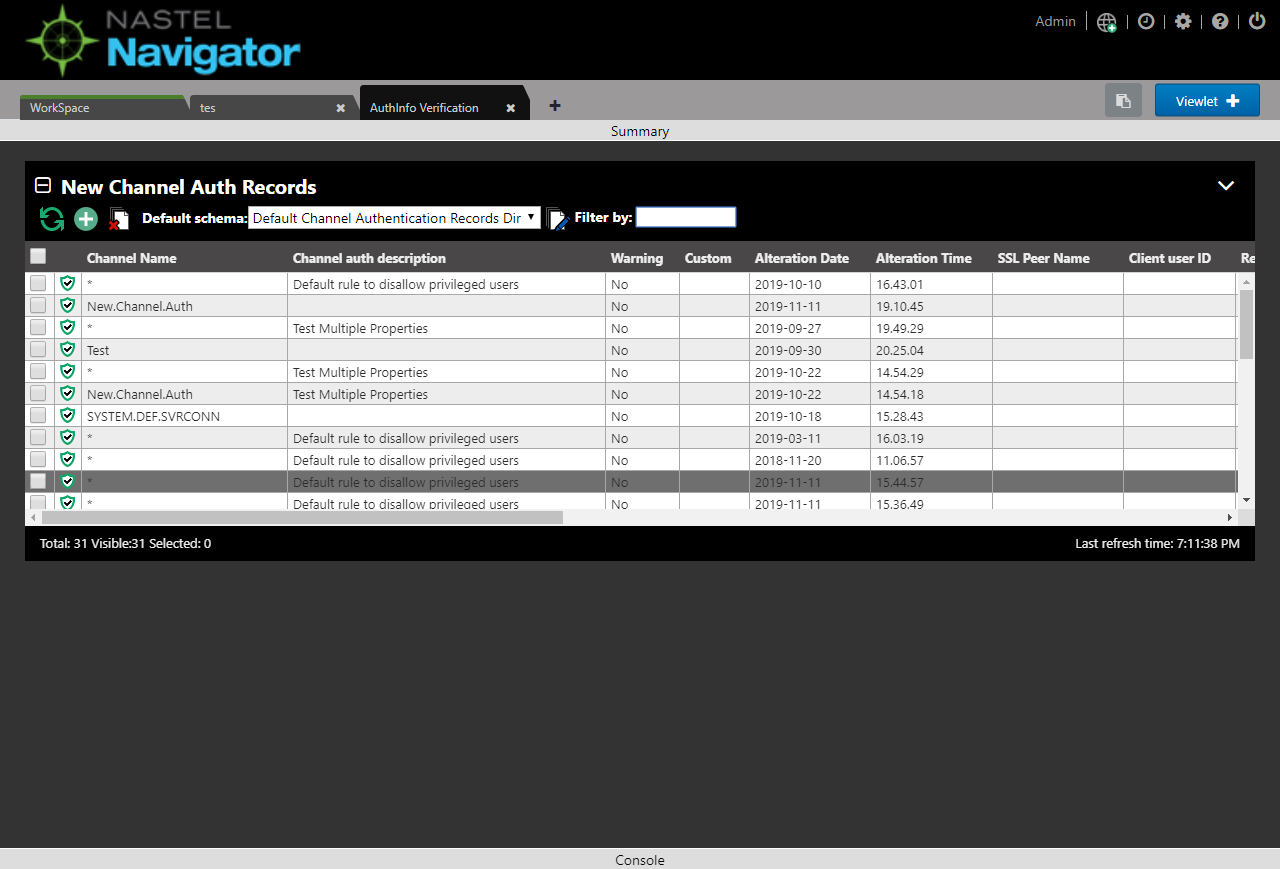 NASTEL
Navigator
Admin
WorkSpace
tes
AuthInfo Verification
Viewlet
Summary
New Channel Auth Records
Default schema: Default Channel Authentication Records Dir Filter by:
Channel Name Channel auth description Warning Custom Alteration Date Alteration Time SSL Peer Name Client user ID Re
* Default rule to disallow privileged users No 2019-10-10 16.43.01
New.Channel.Auth No 2019-11-11 19.10.45
* Test Multiple Properties No 2019-09-27 19.49.29
Test No 2019-09-30 20.25.04
* Test Multiple Properties No 2019-10-22 14.54.29
New.Channel.Auth Test Multiple Properties No 2019-10-22 14.54.18
SYSTEM.DEF.SVRCONN No 2019-10-18 15.28.43
* Default rule to disallow privileged users No 2019-03-11 16.03.19
* Default rule to disallow privileged users No 2018-11-20 11.06.57
* Default rule to disallow privileged users No 2019-11-11 15.44.57
* Default rule to disallow privileged users No 2019-11-11 15.36.49
Total: 31 Visible:31 Selected: 0
Last refresh time: 7:11:38 PM
Console